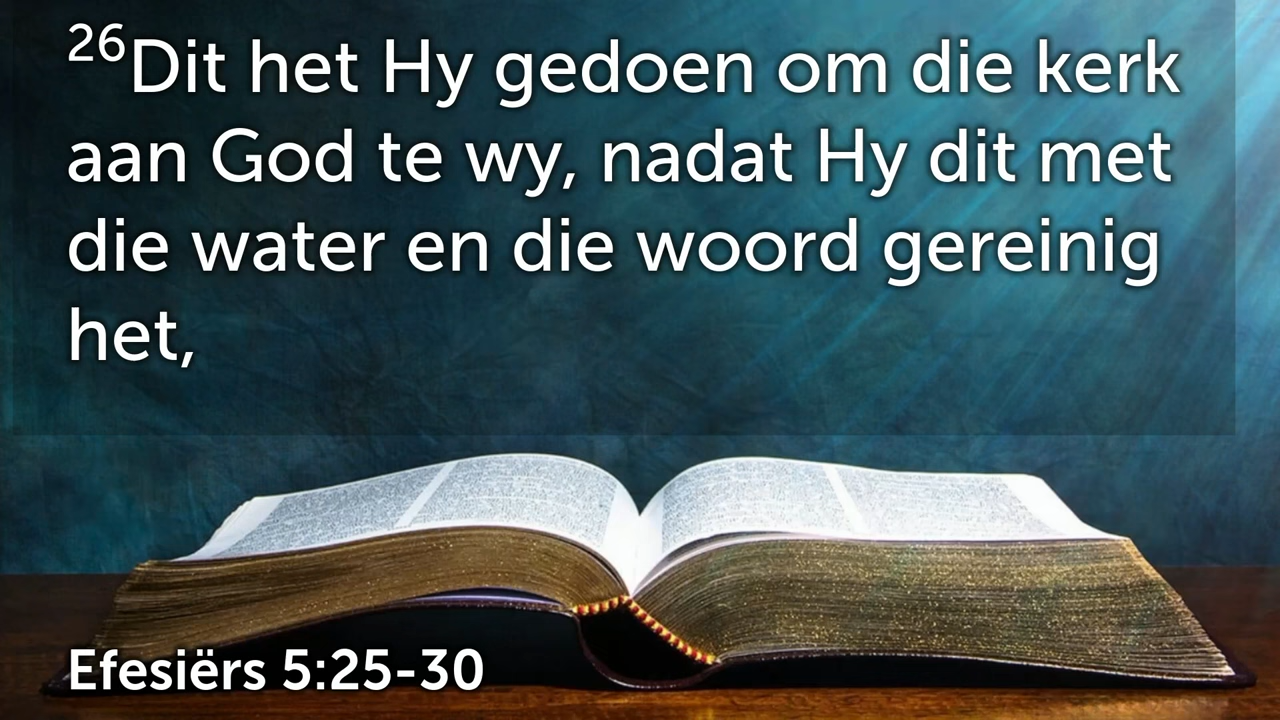 26Dit het Hy gedoen om die kerk
aan God te wy, nadat Hy dit met
die water en die woord gereinig
het,
Efesiërs 5:25-30